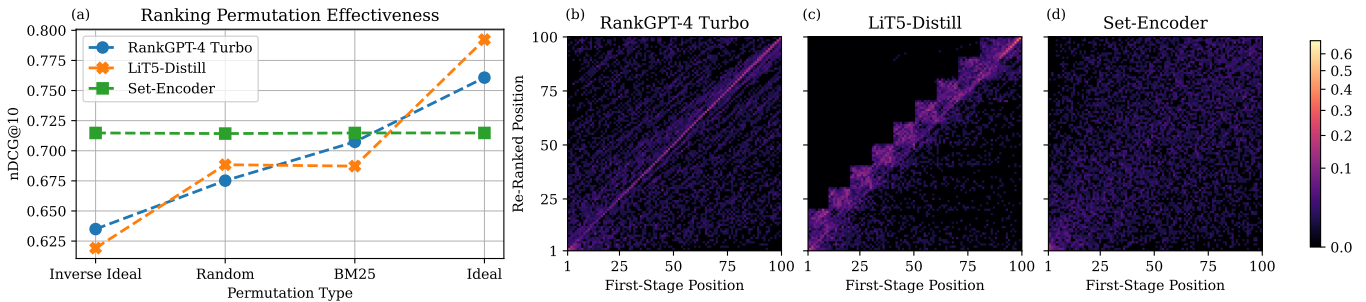 (a)
Ranking Permutation Effectiveness
nDCG@10
0.800
0.775
0.750
0.725
0.700
0.675
0.650
0.625
RankGPT-4 Turbo
LiT5-Distill
Set-Encoder
Inverse Ideal
Random
BM25
Ideal
Permutation Type
(b)
RankGPT-4 Turbo
Re-Ranked Position
100
75
50
25
1
1
25
50
75
100
First-Stage Position
(c)
LiT5-Distill
1
25
50
75
100
First-Stage Position
(d)
Set-Encoder
1
25
50
75
100
First-Stage Position
0.6
0.5
0.4
0.3
0.2
0.1
0.0